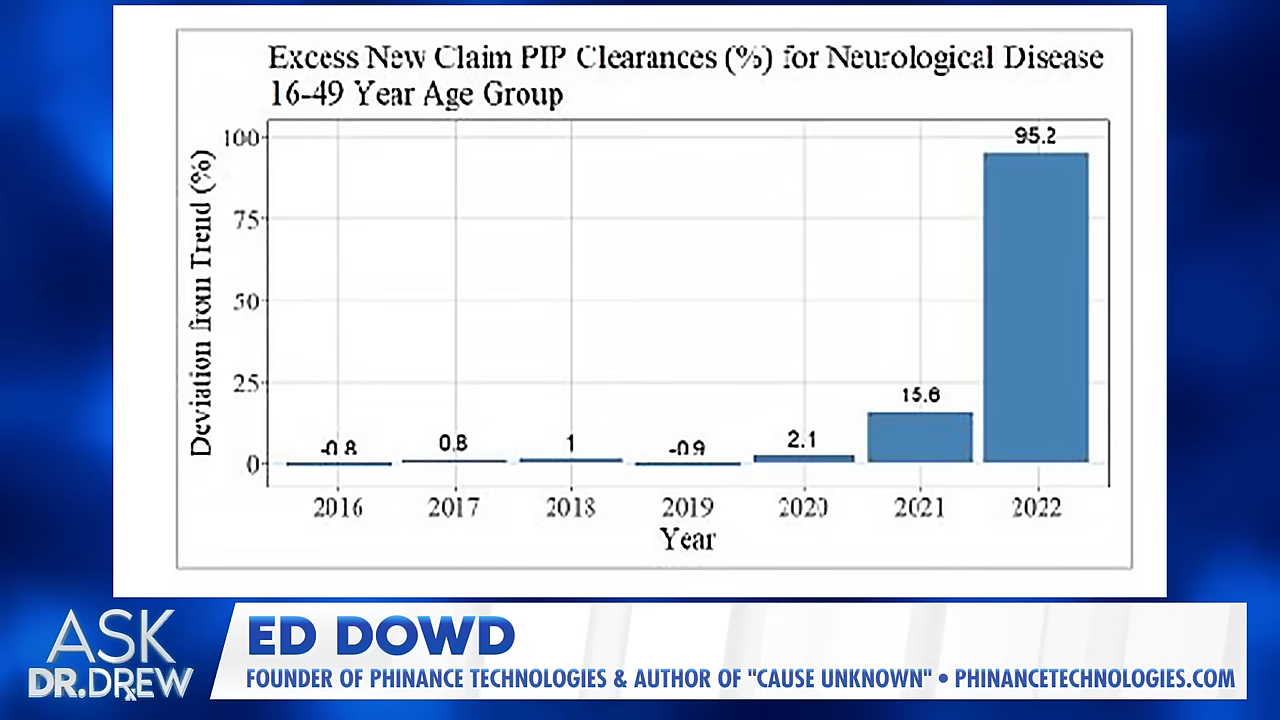 Excess New Claim PIP Clearances (%) for Neurological Disease
16-49 Year Age Group
Deviation from Trend (%)
100
75
50
25
0
-0.8
0.8
1
-0.9
2.1
15.6
95.2
2016
2017
2018
2019
2020
2021
2022
Year
ASK
DR.DREW
ED DOWD
FOUNDER OF PHINANCE TECHNOLOGIES & AUTHOR OF "CAUSE UNKNOWN" • PHINANCETECHNOLOGIES.COM